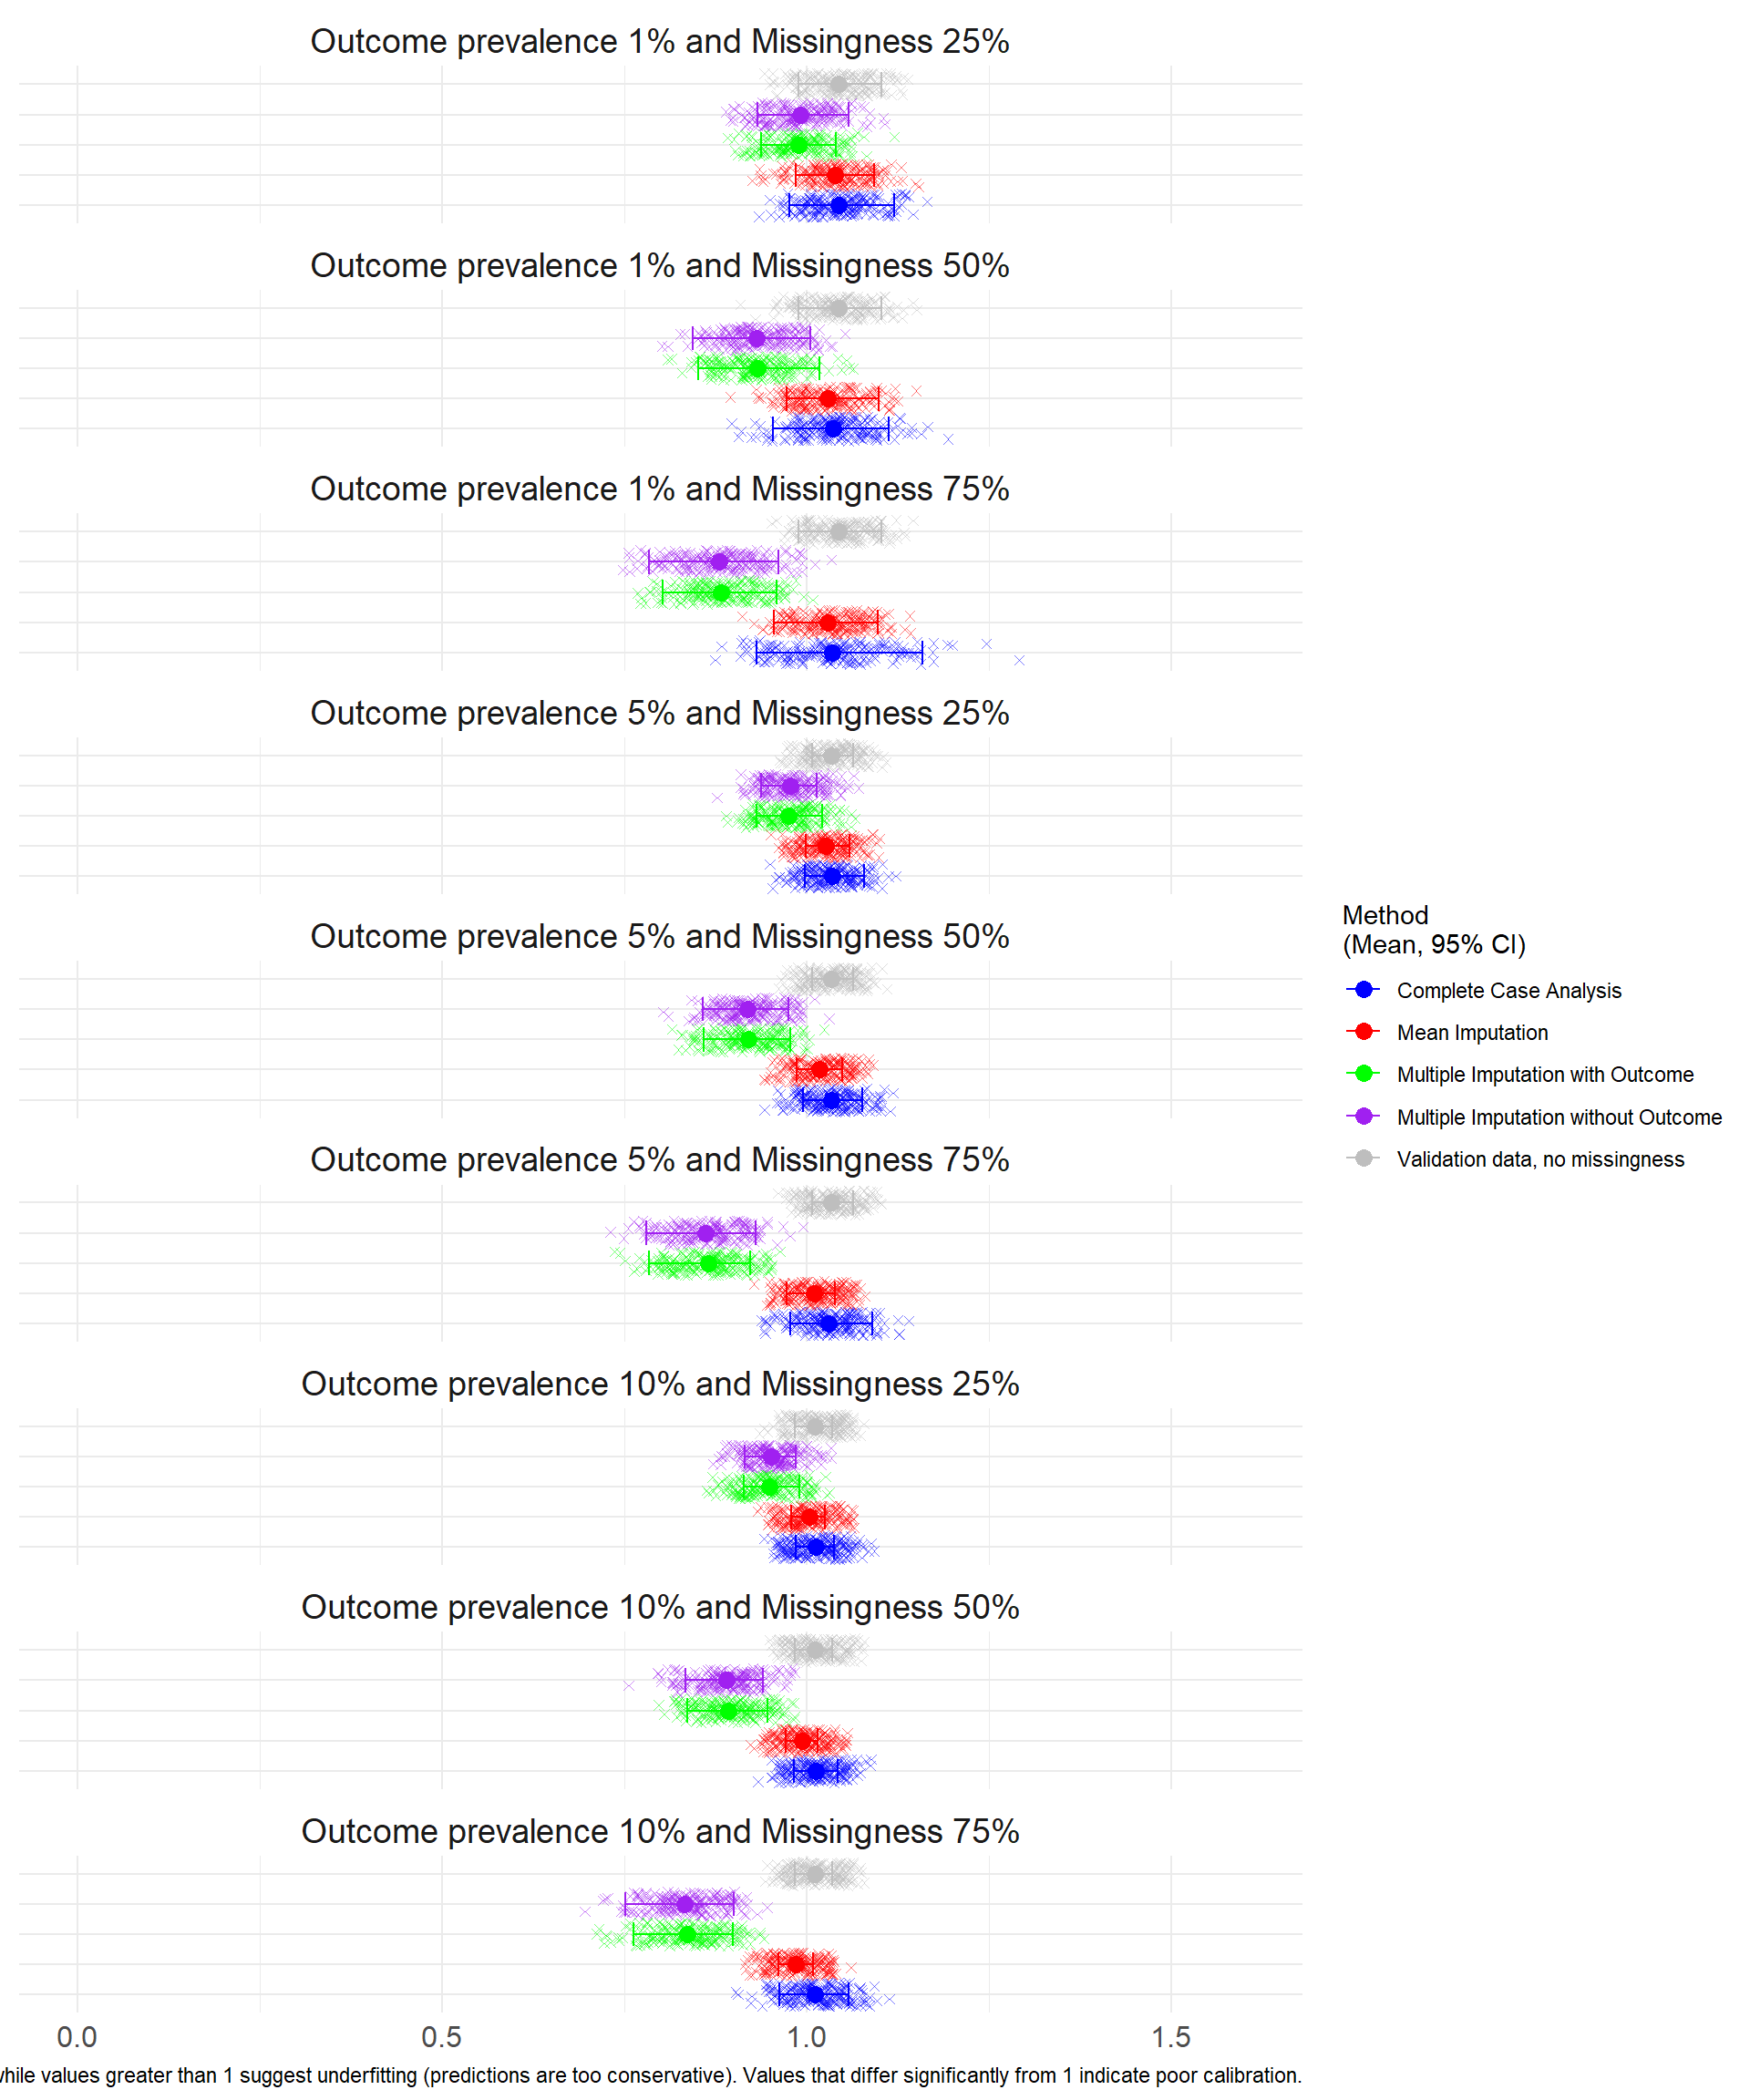 Outcome prevalence 1% and Missingness 25%
Outcome prevalence 1% and Missingness 50%
Outcome prevalence 1% and Missingness 75%
Outcome prevalence 5% and Missingness 25%
Outcome prevalence 5% and Missingness 50%
Outcome prevalence 5% and Missingness 75%
Outcome prevalence 10% and Missingness 25%
Outcome prevalence 10% and Missingness 50%
Outcome prevalence 10% and Missingness 75%
0.0 0.5 1.0 1.5
while values greater than 1 suggest underfitting (predictions are too conservative). Values that differ significantly from 1 indicate poor calibration.
Method
(Mean, 95% CI)
Complete Case Analysis
Mean Imputation
Multiple Imputation with Outcome
Multiple Imputation without Outcome
Validation data, no missingness